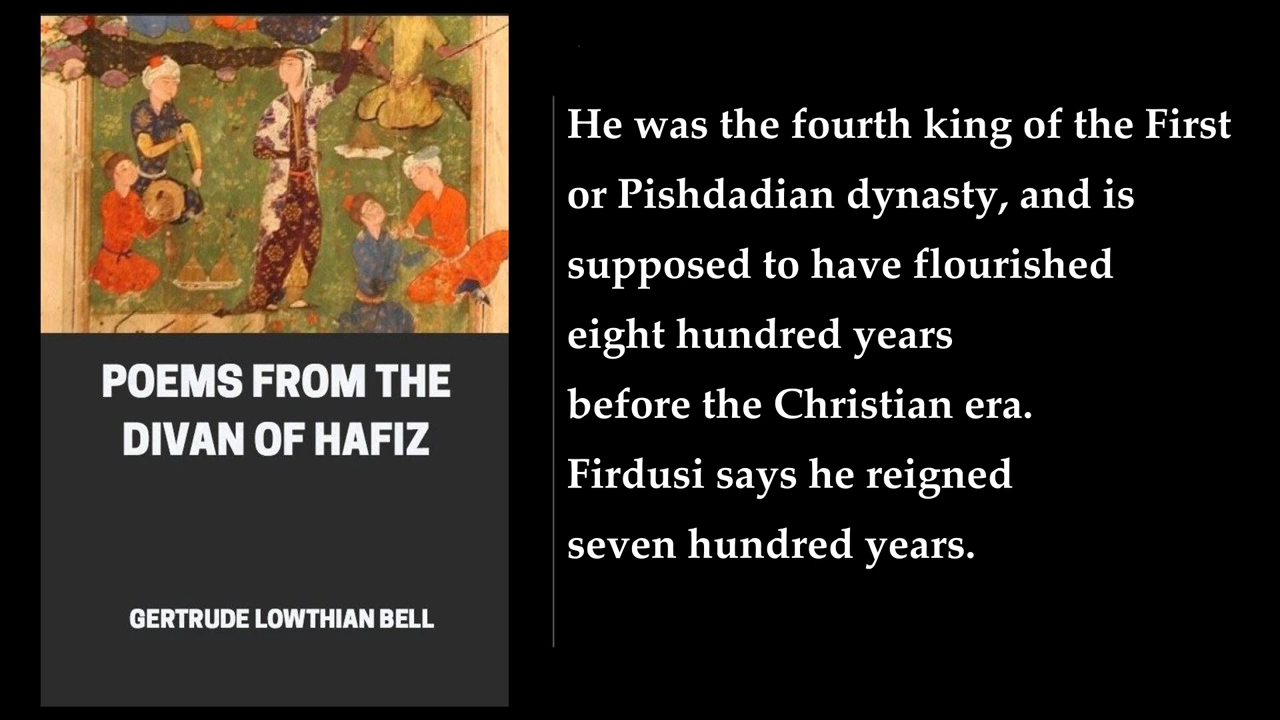 POEMS FROM THE
DIVAN OF HAFIZ
GERTRUDE LOWTHIAN BELL
He was the fourth king of the First
or Pishdadian dynasty, and is
supposed to have flourished
eight hundred years
before the Christian era.
Firdusi says he reigned
seven hundred years.